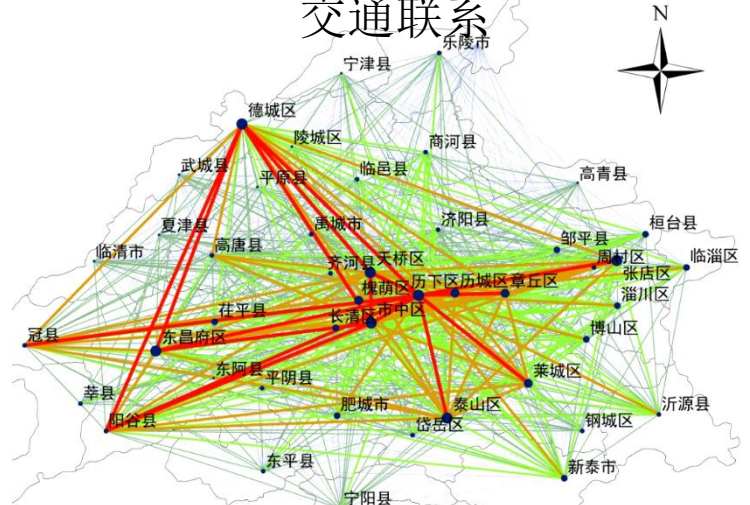 交通联系
N
乐陵市
宁津县
德城区
陵城区
商河县
武城县
平原县
临邑县
高青县
夏津县
禹城市
济阳县
桓台县
临清市
高唐县
邹平县
齐河县
天桥区
周村区
临淄区
张店区
槐荫区
历下区
历城区
章丘区
淄川区
茌平县
长清区
市中区
冠县
东昌府区
博山区
东阿县
平阴县
莱城区
莘县
阳谷县
肥城市
泰山区
沂源县
岱岳区
钢城区
东平县
新泰市
宁阳县